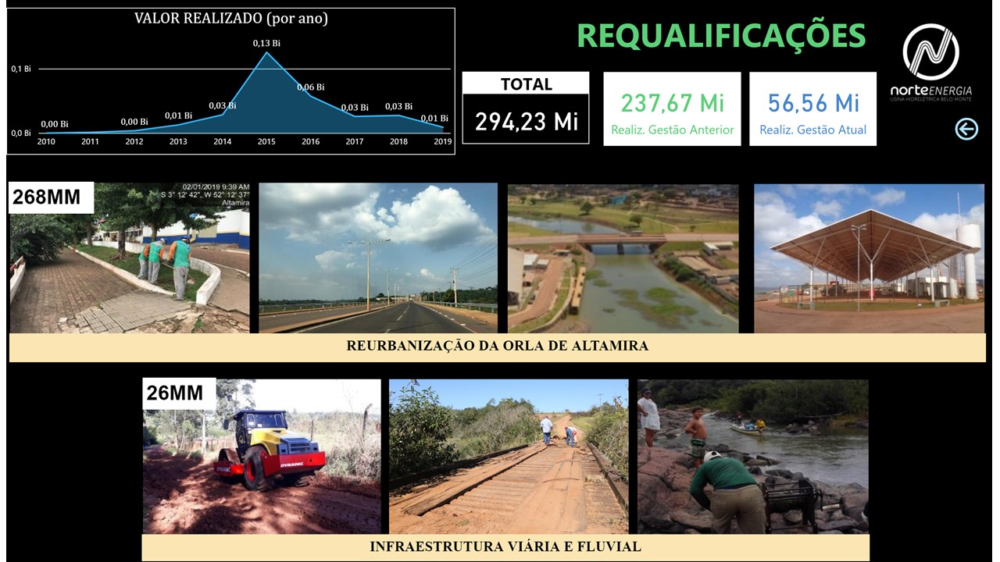 VALOR REALIZADO (por ano)
0,13 Bi
0,1 Bi
0,06 Bi
0,03 Bi
0,03 Bi
0,03 Bi
0,00 Bi
0,00 Bi
0,01 Bi
0,01 Bi
0,0 Bi
2010 2011 2012 2013 2014 2015 2016 2017 2018 2019
REQUALIFICAÇÕES
TOTAL
294,23 Mi
237,67 Mi
Realiz. Gestão Anterior
56,56 Mi
Realiz. Gestão Atual
norteENERGIA
USINA HIDRELÉTRICA BELO MONTE
268MM
02/01/2019 9:39 AM
S 3° 12' 42", W 52° 12' 37"
Altamira
REURBANIZAÇÃO DA ORLA DE ALTAMIRA
26MM
DYNAPAC
INFRAESTRUTURA VIÁRIA E FLUVIAL